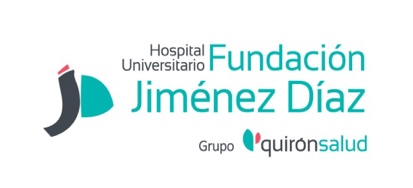 Hospital
Universitario Fundación
Jiménez Díaz
Grupo quirónsalud